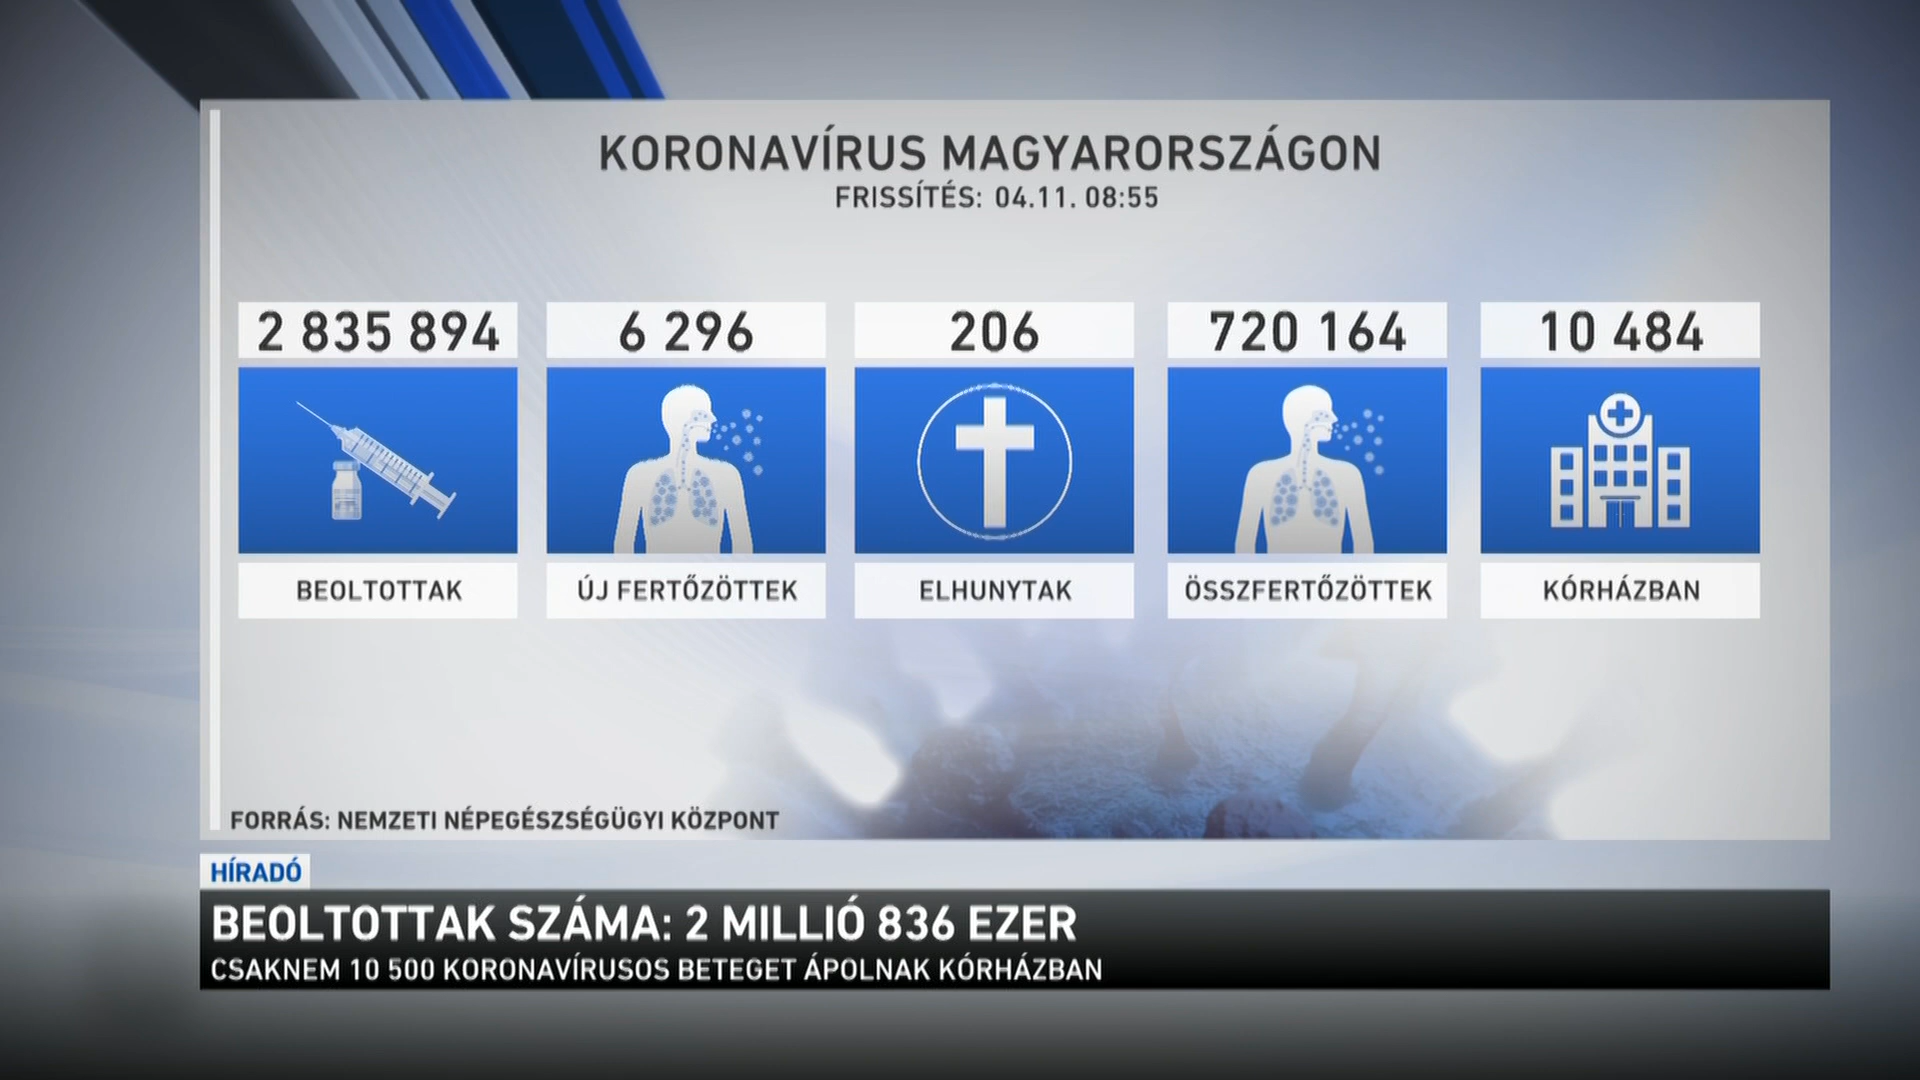 KORONAVÍRUS MAGYARORSZÁGON
FRISSÍTÉS: 04.11. 08:55
2 835 894
6 296
206
720 164
10 484
BEOLTOTTAK
ÚJ FERTŐZÖTTEK
ELHUNYTAK
ÖSSZFERTŐZÖTTEK
KÓRHÁZBAN
FORRÁS: NEMZETI NÉPEGÉSZSÉGÜGYI KÖZPONT
HÍRADÓ
BEOLTOTTAK SZÁMA: 2 MILLIÓ 836 EZER
CSAKNEM 10 500 KORONAVÍRUSOS BETEGET ÁPOLNAK KÓRHÁZBAN